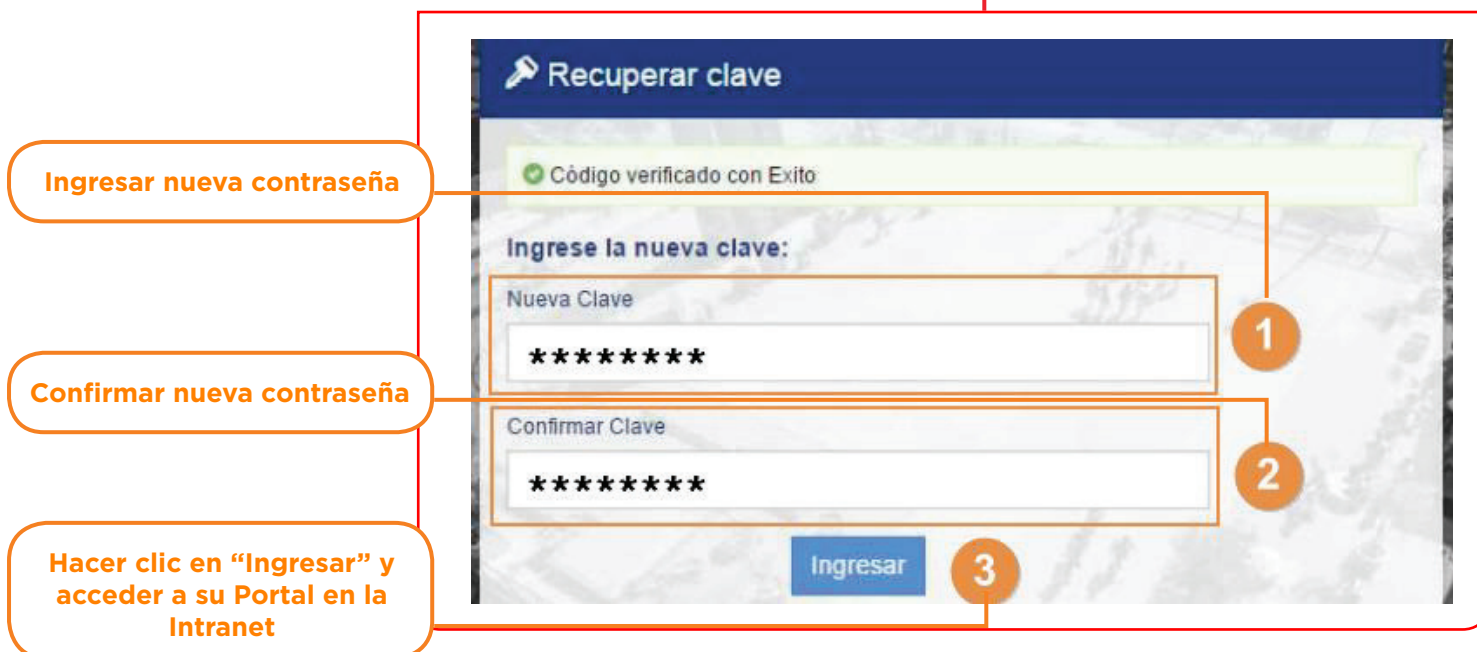 Recuperar clave
Código verificado con Exito
Ingresar nueva contraseña
Ingrese la nueva clave:
Nueva Clave
********
1
Confirmar nueva contraseña
Confirmar Clave
********
2
Hacer clic en “Ingresar” y
acceder a su Portal en la
Intranet
Ingresar
3